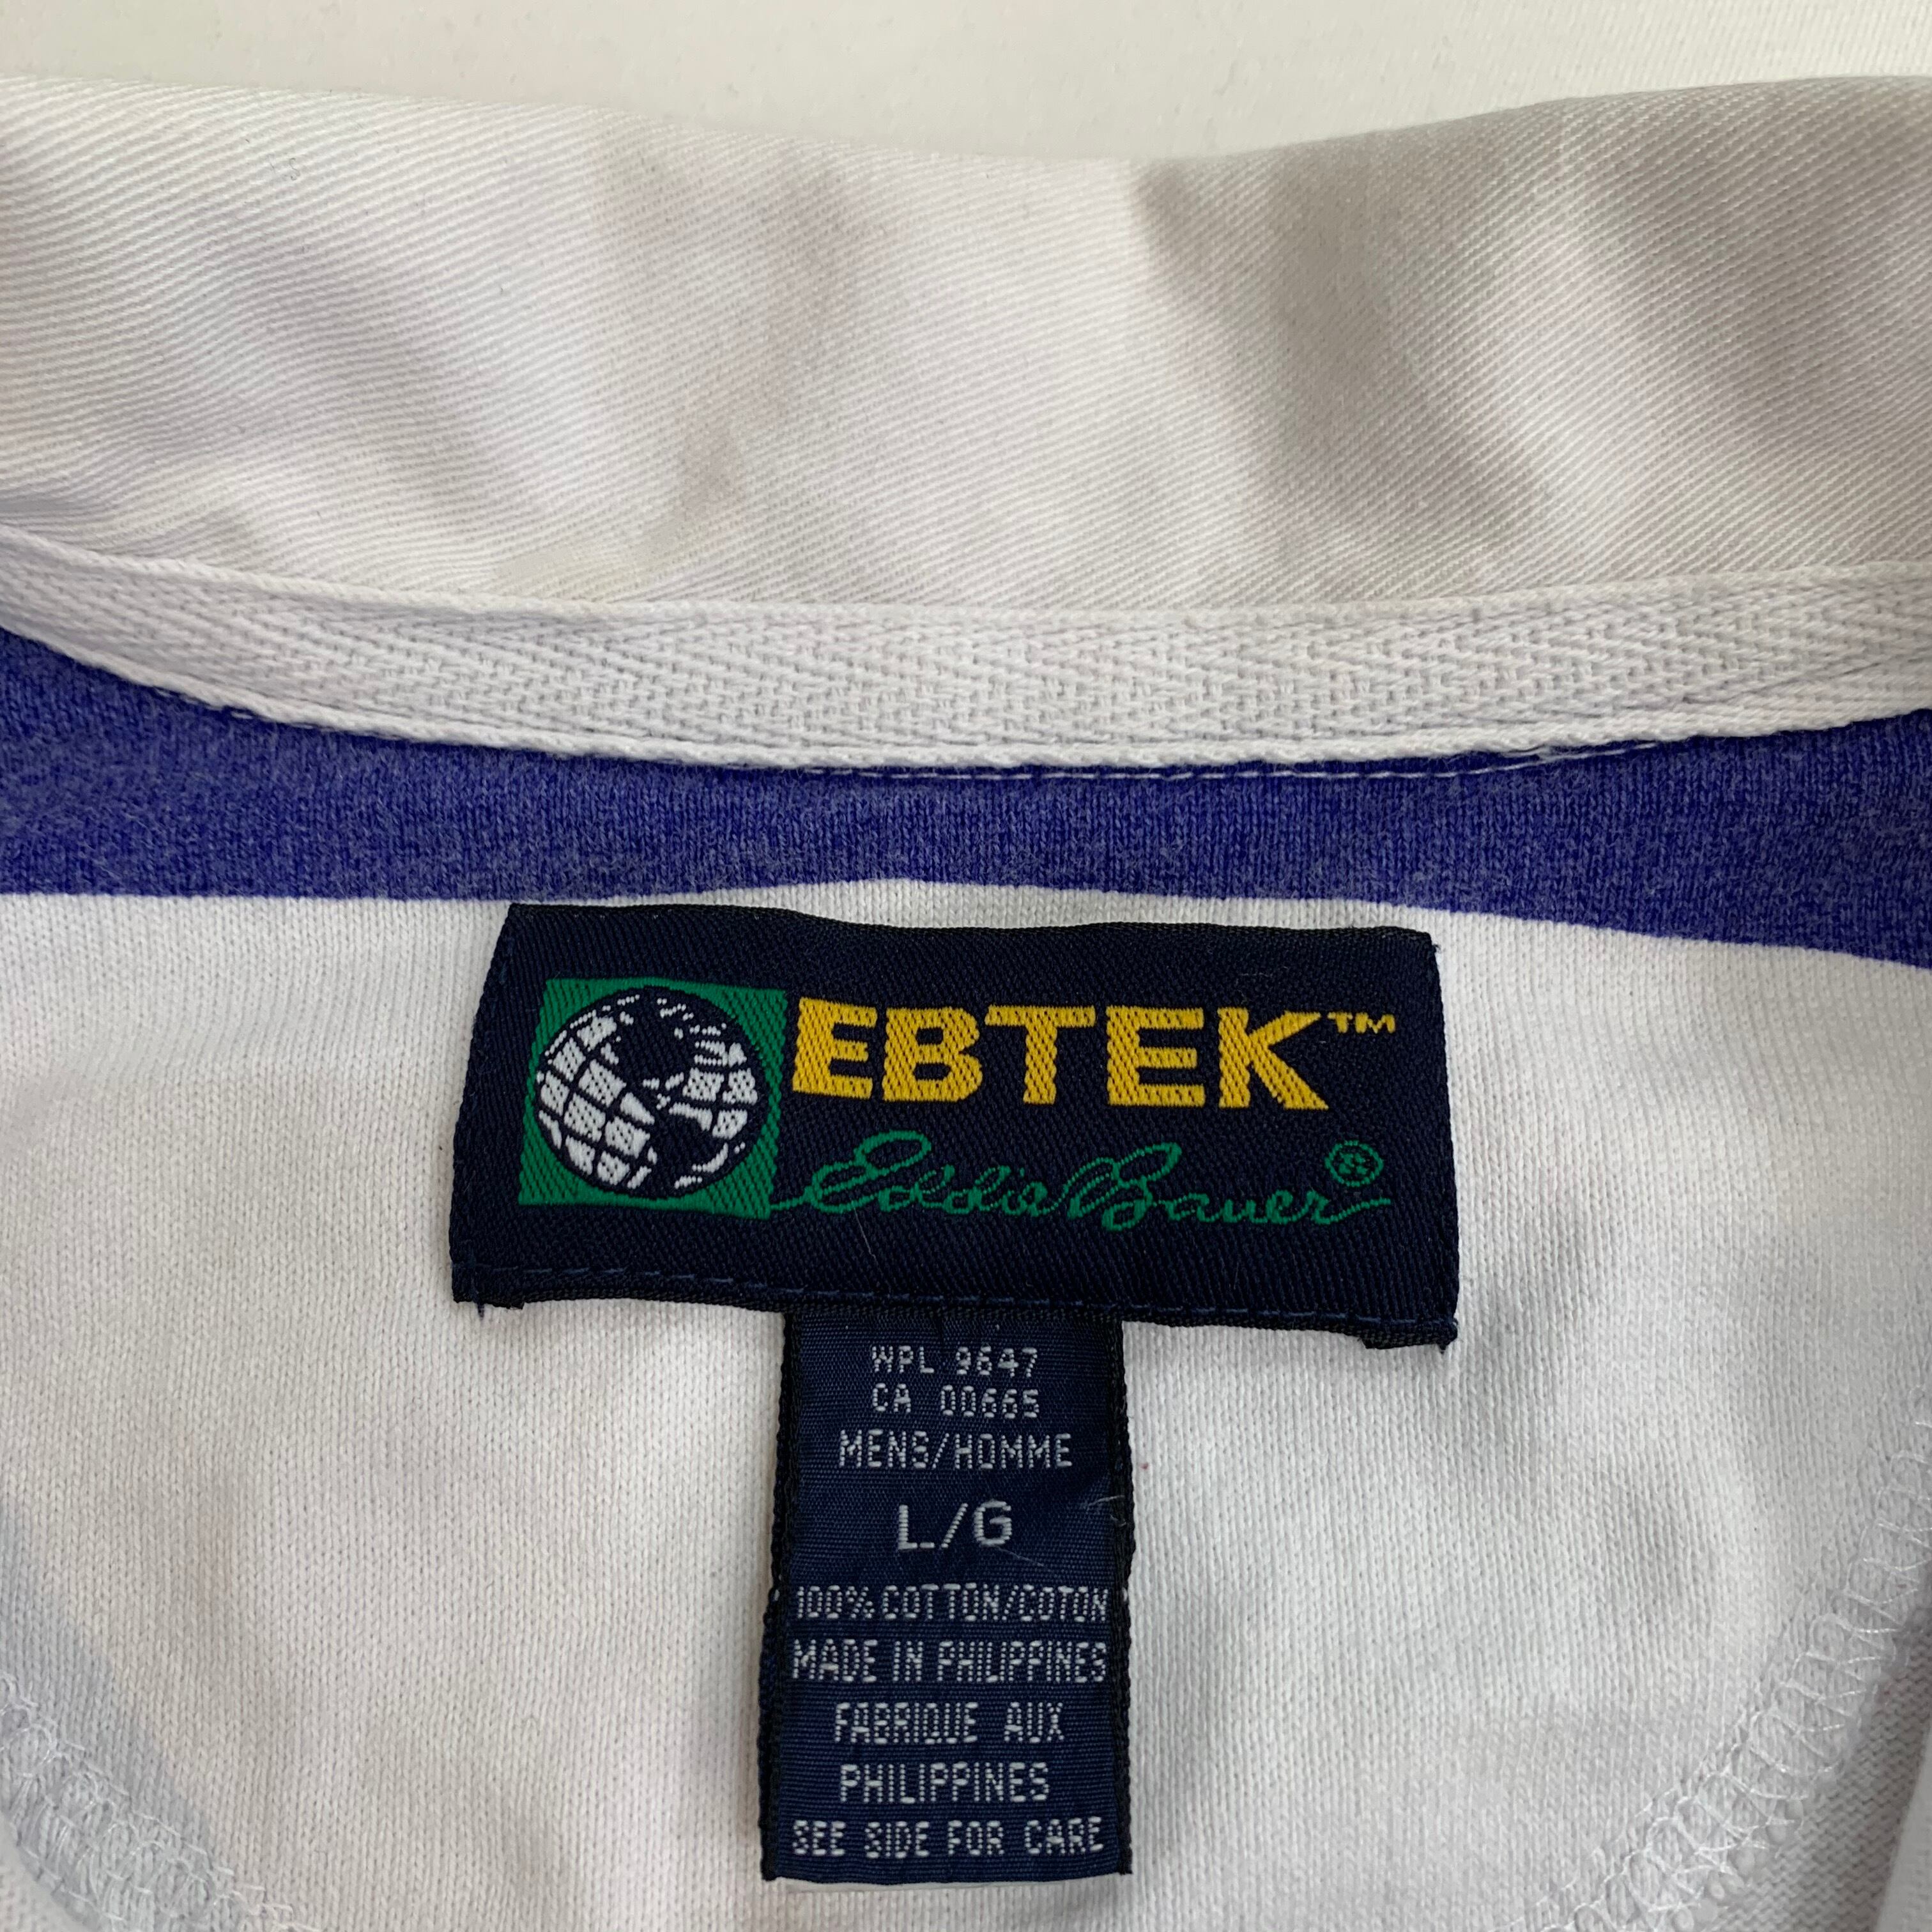 EBTEK™
Eddie Bauer®
WPL 9647
CA 00665
MENS/HOMME
L/G
100% COTTON/COTON
MADE IN PHILIPPINES
FABRIQUE AUX
PHILIPPINES
SEE SIDE FOR CARE